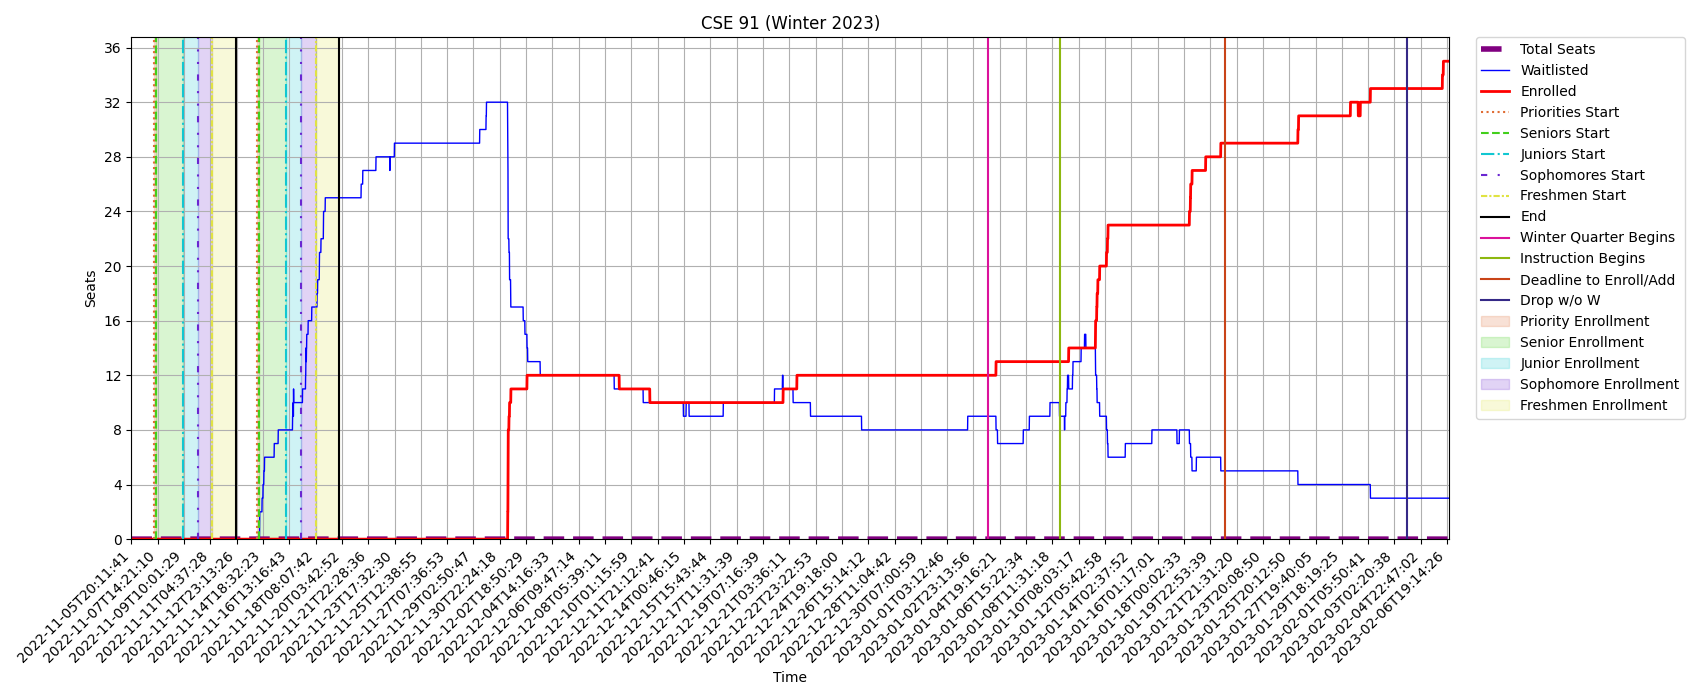 CSE 91 (Winter 2023)
Seats
36
32
28
24
20
16
12
8
4
0
2022-11-05T20:11:41
2022-11-07T14:21:10
2022-11-09T10:01:29
2022-11-11T04:37:28
2022-11-12T23:13:26
2022-11-14T18:32:23
2022-11-16T13:16:43
2022-11-18T08:07:42
2022-11-20T03:42:52
2022-11-21T22:28:36
2022-11-23T17:32:30
2022-11-25T12:38:55
2022-11-27T07:36:53
2022-11-29T02:50:47
2022-11-30T22:24:18
2022-12-02T18:50:29
2022-12-04T14:16:33
2022-12-06T09:47:14
2022-12-08T05:39:11
2022-12-10T01:15:59
2022-12-11T21:12:41
2022-12-14T00:46:15
2022-12-15T15:43:44
2022-12-17T11:31:39
2022-12-19T07:16:39
2022-12-21T03:36:11
2022-12-22T23:22:53
2022-12-24T19:18:00
2022-12-26T15:14:12
2022-12-28T11:04:42
2022-12-30T07:00:59
2023-01-01T03:12:46
2023-01-02T23:13:56
2023-01-04T19:16:21
2023-01-06T15:22:34
2023-01-08T11:31:18
2023-01-10T08:03:17
2023-01-12T05:42:58
2023-01-14T02:37:52
2023-01-16T01:17:01
2023-01-18T00:02:33
2023-01-19T22:53:39
2023-01-21T21:31:20
2023-01-23T20:08:50
2023-01-25T20:12:50
2023-01-27T19:40:05
2023-01-29T18:19:25
2023-02-01T05:50:41
2023-02-03T02:20:38
2023-02-04T22:47:02
2023-02-06T19:14:26
Time
Total Seats
Waitlisted
Enrolled
Priorities Start
Seniors Start
Juniors Start
Sophomores Start
Freshmen Start
End
Winter Quarter Begins
Instruction Begins
Deadline to Enroll/Add
Drop w/o W
Priority Enrollment
Senior Enrollment
Junior Enrollment
Sophomore Enrollment
Freshmen Enrollment